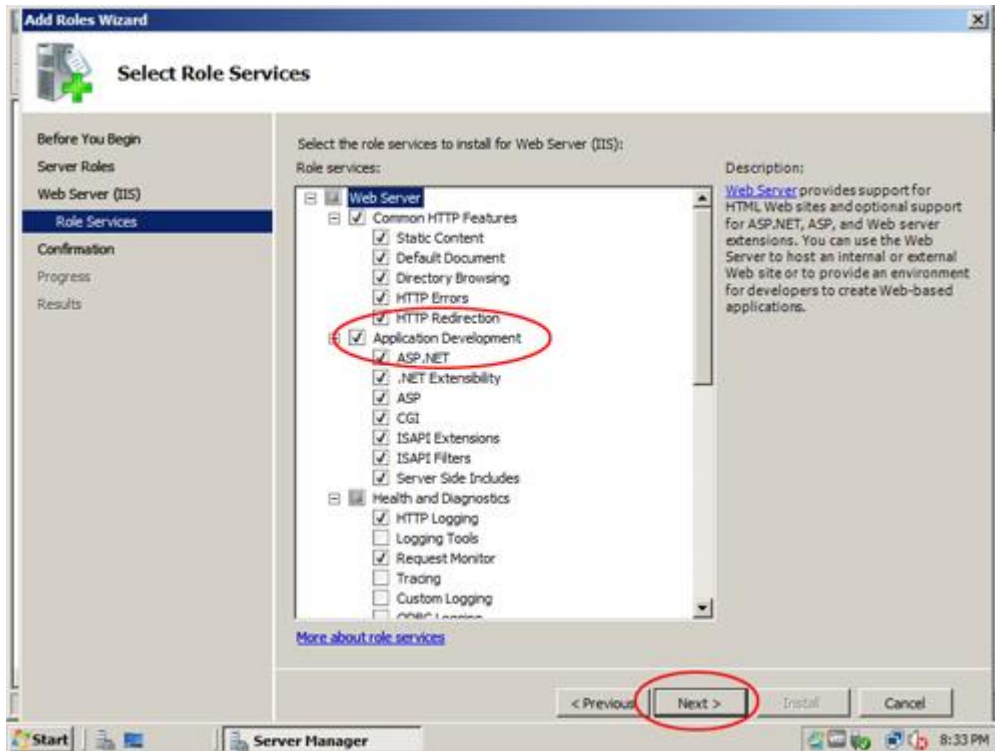 Add Roles Wizard
Select Role Services
Before You Begin
Server Roles
Web Server (IIS)
Role Services
Confirmation
Progress
Results
Select the role services to install for Web Server (IIS):
Role services:
Web Server
Common HTTP Features
Static Content
Default Document
Directory Browsing
HTTP Errors
HTTP Redirection
Application Development
ASP.NET
.NET Extensibility
ASP
CGI
ISAPI Extensions
ISAPI Filters
Server Side Includes
Health and Diagnostics
HTTP Logging
Logging Tools
Request Monitor
Tracing
Custom Logging
ODBC Logging
More about role services
Description:
Web Server provides support for
HTML Web sites and optional support
for ASP.NET, ASP, and Web server
extensions. You can use the Web
Server to host an internal or external
Web site or to provide an environment
for developers to create Web-based
applications.
< Previous
Next >
Install
Cancel
Start
Server Manager
8:33 PM